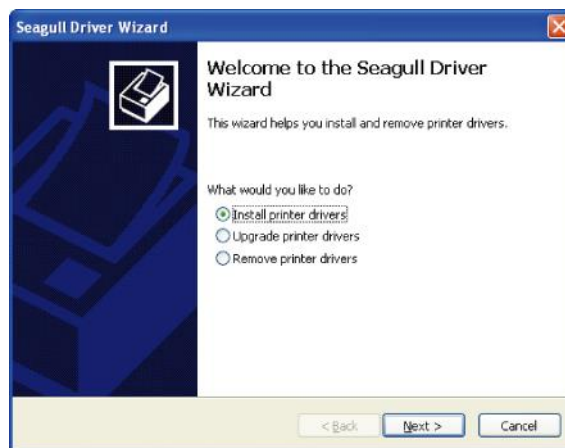 Seagull Driver Wizard
Welcome to the Seagull Driver
Wizard
This wizard helps you install and remove printer drivers.
What would you like to do?
Install printer drivers
Upgrade printer drivers
Remove printer drivers
< Back Next > Cancel